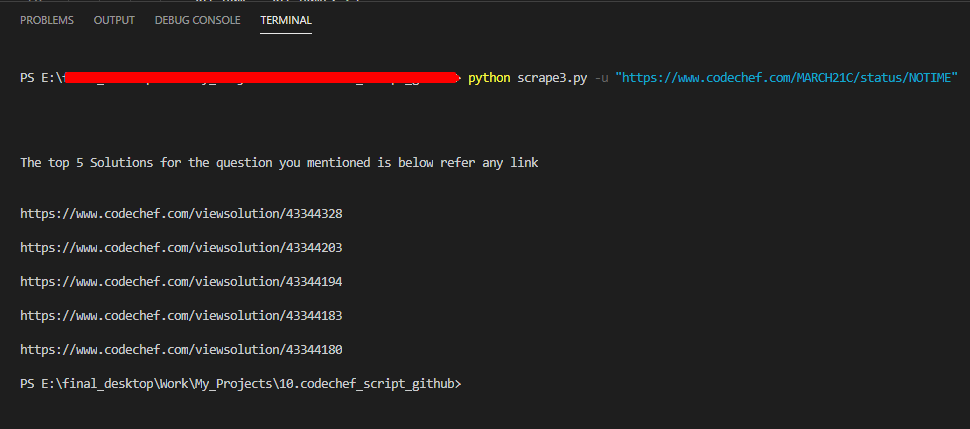 PROBLEMS OUTPUT DEBUG CONSOLE TERMINAL
PS E:\ > python scrape3.py -u "https://www.codechef.com/MARCH21C/status/NOTIME"
The top 5 Solutions for the question you mentioned is below refer any link
https://www.codechef.com/viewsolution/43344328
https://www.codechef.com/viewsolution/43344203
https://www.codechef.com/viewsolution/43344194
https://www.codechef.com/viewsolution/43344183
https://www.codechef.com/viewsolution/43344180
PS E:\final_desktop\Work\My_Projects\10.codechef_script_github>